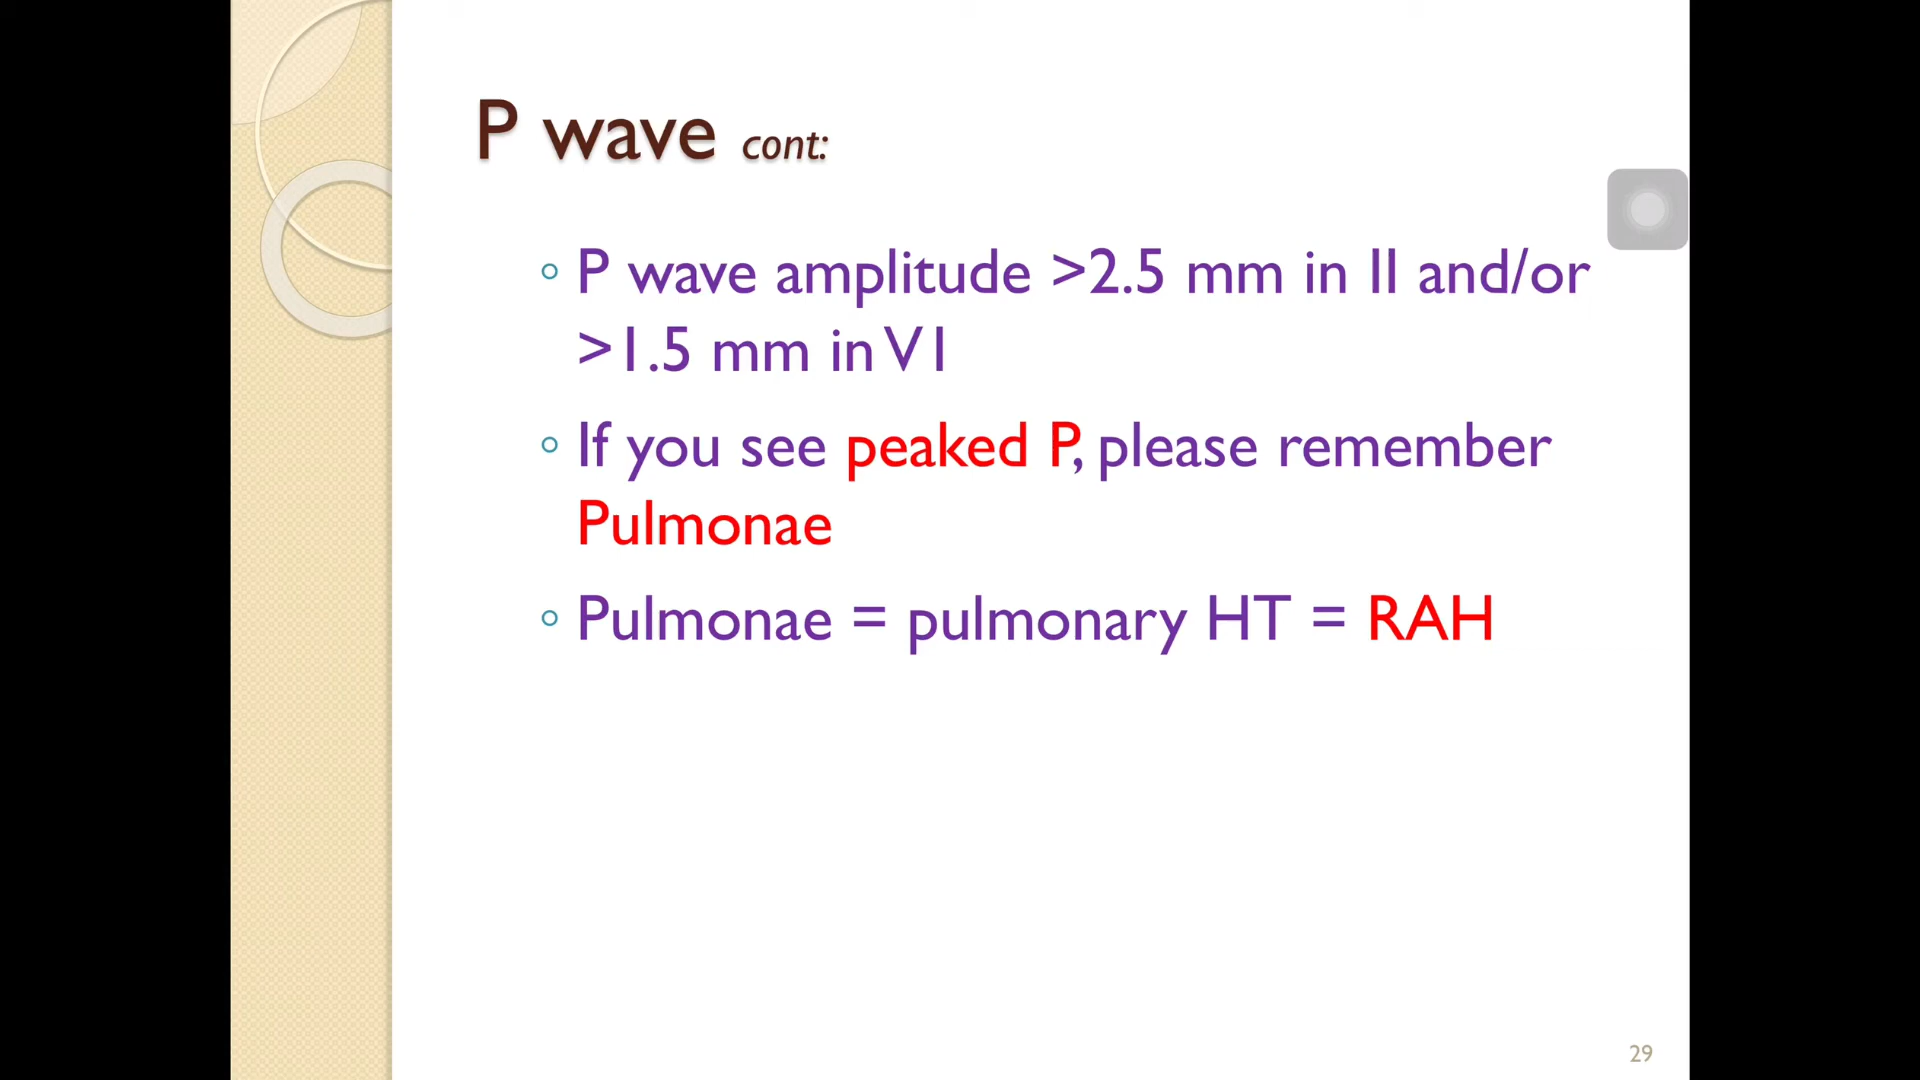 P wave cont:
P wave amplitude >2.5 mm in II and/or
>1.5 mm in V1
If you see peaked P, please remember
Pulmonae
Pulmonae = pulmonary HT = RAH
29